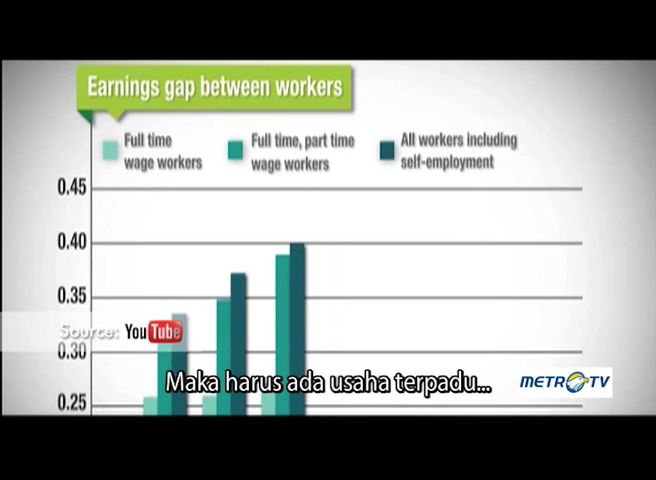 Earnings gap between workers
Full time
wage workers
Full time, part time
wage workers
All workers including
self-employment
0.45
0.40
0.35
Source: YouTube
0.30
Maka harus ada usaha terpadu...
METRO TV
0.25